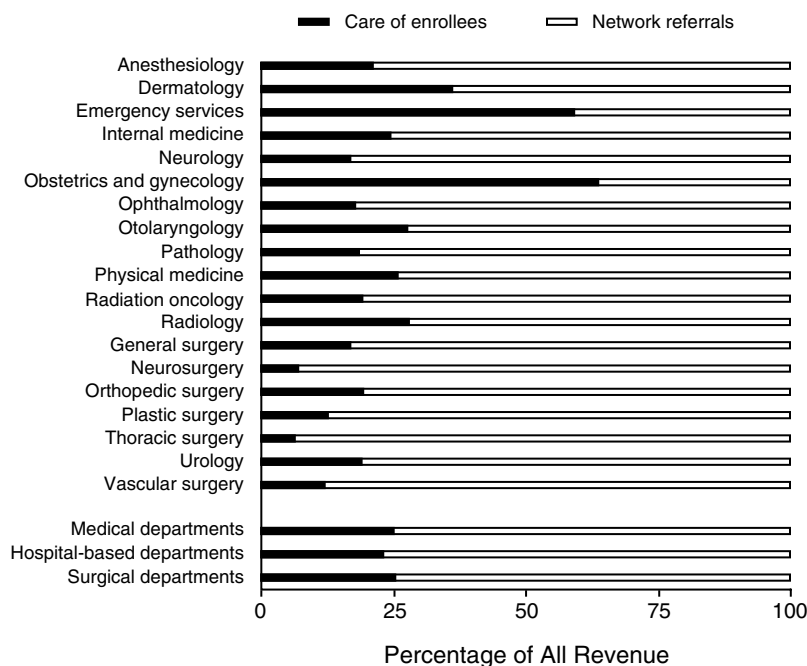 Care of enrollees Network referrals
Anesthesiology
Dermatology
Emergency services
Internal medicine
Neurology
Obstetrics and gynecology
Ophthalmology
Otolaryngology
Pathology
Physical medicine
Radiation oncology
Radiology
General surgery
Neurosurgery
Orthopedic surgery
Plastic surgery
Thoracic surgery
Urology
Vascular surgery
Medical departments
Hospital-based departments
Surgical departments
0 25 50 75 100
Percentage of All Revenue